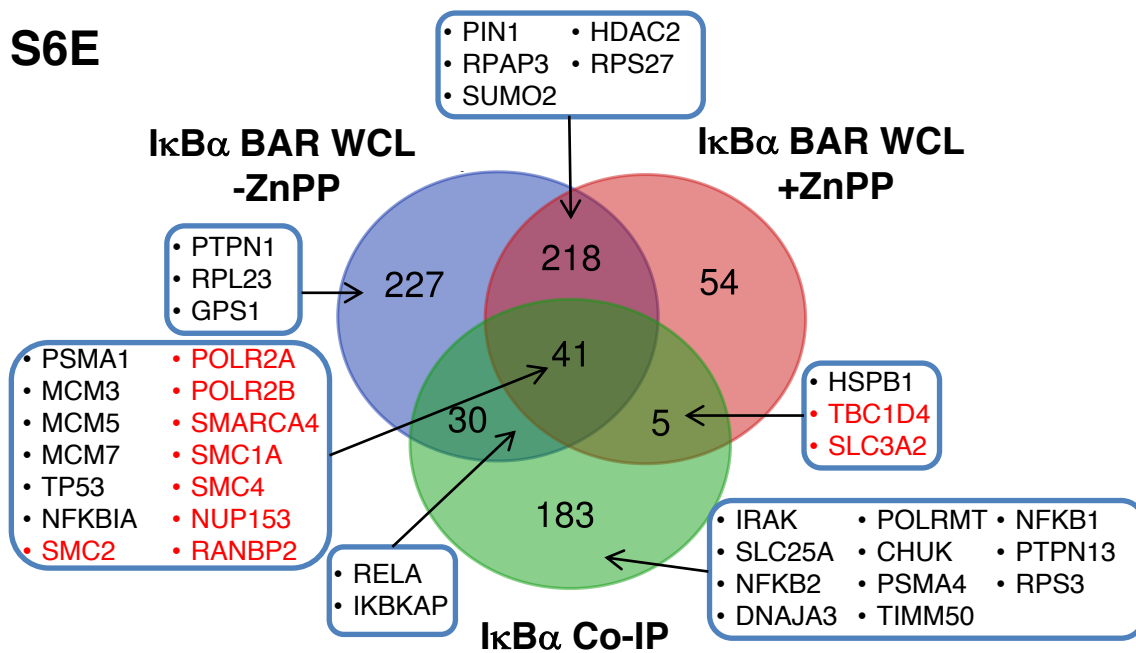 S6E
• PIN1 • HDAC2
• RPAP3 • RPS27
• SUMO2
IκBα BAR WCL
-ZnPP
IκBα BAR WCL
+ZnPP
• PTPN1
• RPL23
• GPS1
227
218
54
41
30
5
183
• PSMA1 • POLR2A
• MCM3 • POLR2B
• MCM5 • SMARCA4
• MCM7 • SMC1A
• TP53 • SMC4
• NFKBIA • NUP153
• SMC2 • RANBP2
• HSPB1
• TBC1D4
• SLC3A2
• RELA
• IKBKAP
• IRAK • POLRMT • NFKB1
• SLC25A • CHUK • PTPN13
• NFKB2 • PSMA4 • RPS3
• DNAJA3 • TIMM50
IκBα Co-IP